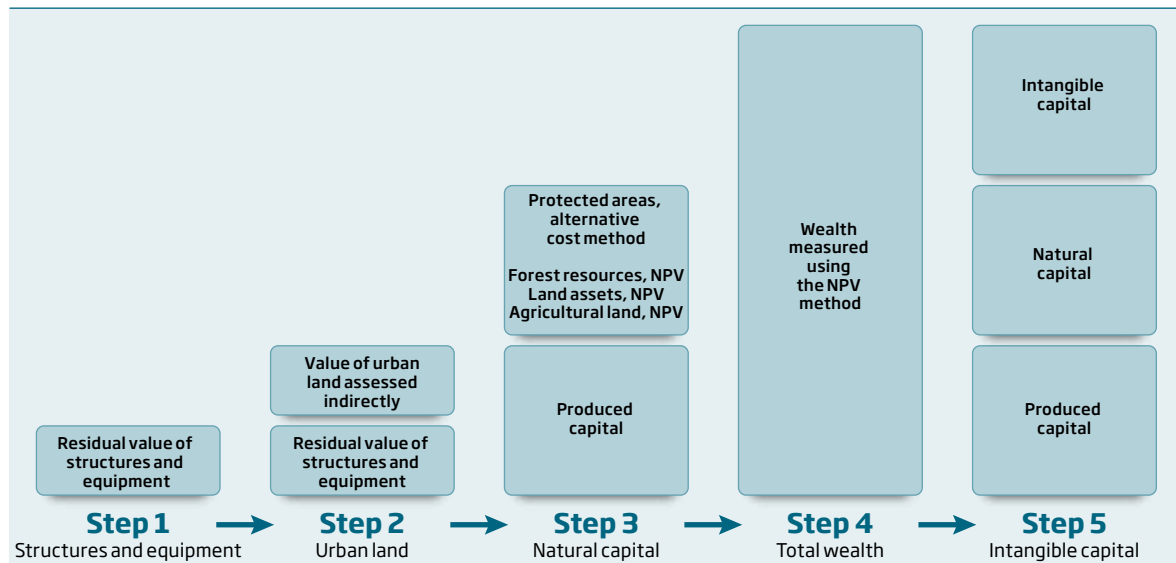 Residual value of
structures and
equipment
Step 1
Structures and equipment
Value of urban
land assessed
indirectly
Residual value of
structures and
equipment
Step 2
Urban land
Protected areas,
alternative
cost method
Forest resources, NPV
Land assets, NPV
Agricultural land, NPV
Produced
capital
Step 3
Natural capital
Wealth
measured
using
the NPV
method
Step 4
Total wealth
Intangible
capital
Natural
capital
Produced
capital
Step 5
Intangible capital